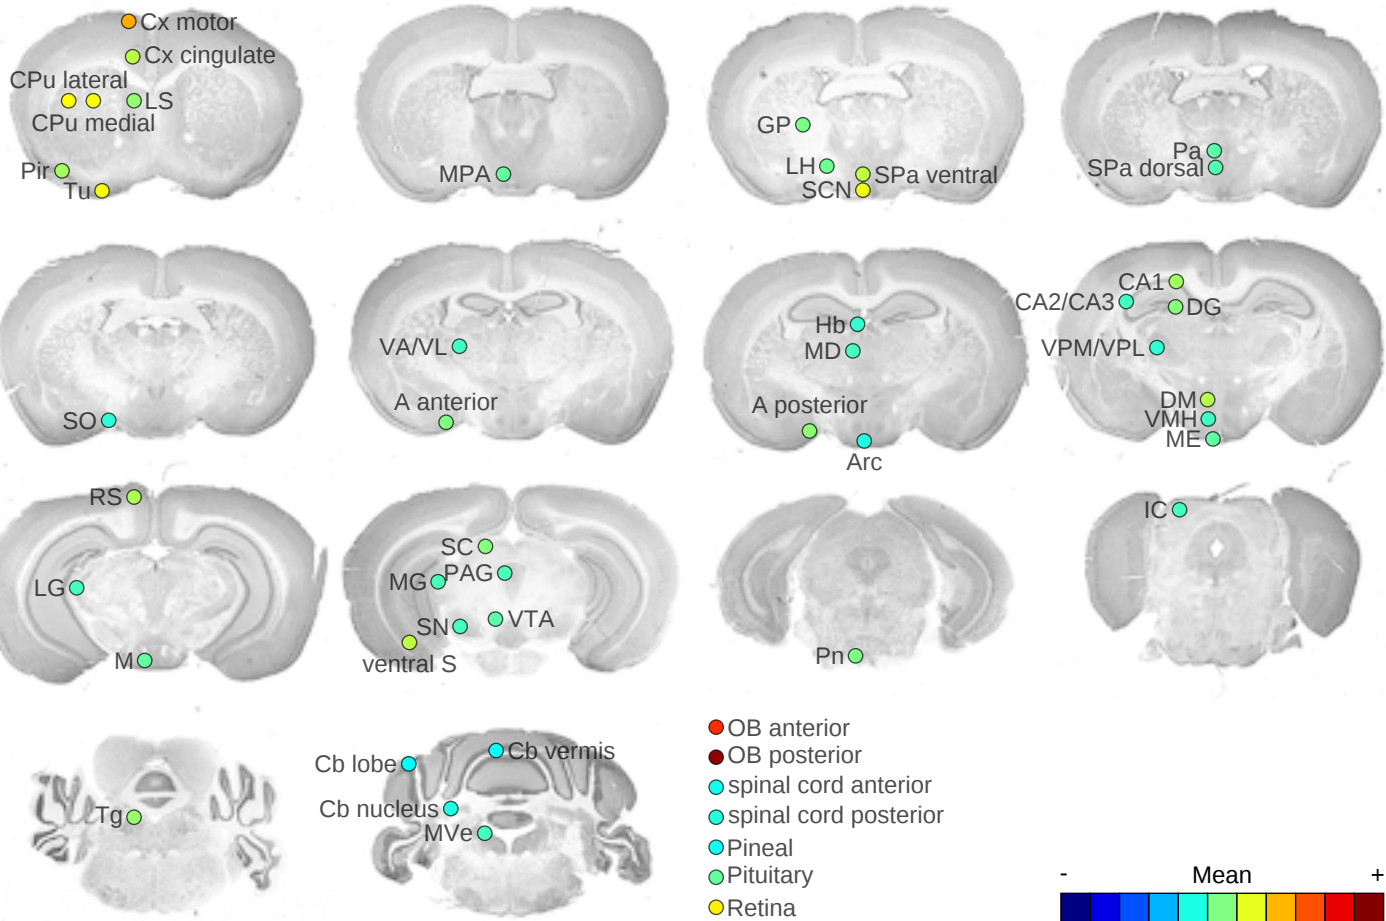 Cx motor
Cx cingulate
CPu lateral
LS
CPu medial
Pir
Tu
MPA
GP
LH
SPa ventral
SCN
Pa
SPa dorsal
SO
VA/VL
A anterior
Hb
MD
A posterior
Arc
CA1
CA2/CA3
DG
VPM/VPL
DM
VMH
ME
RS
LG
M
SC
PAG
MG
VTA
SN
ventral S
Pn
IC
Tg
Cb lobe
Cb vermis
Cb nucleus
MVe
OB anterior
OB posterior
spinal cord anterior
spinal cord posterior
Pineal
Pituitary
Retina
- Mean +